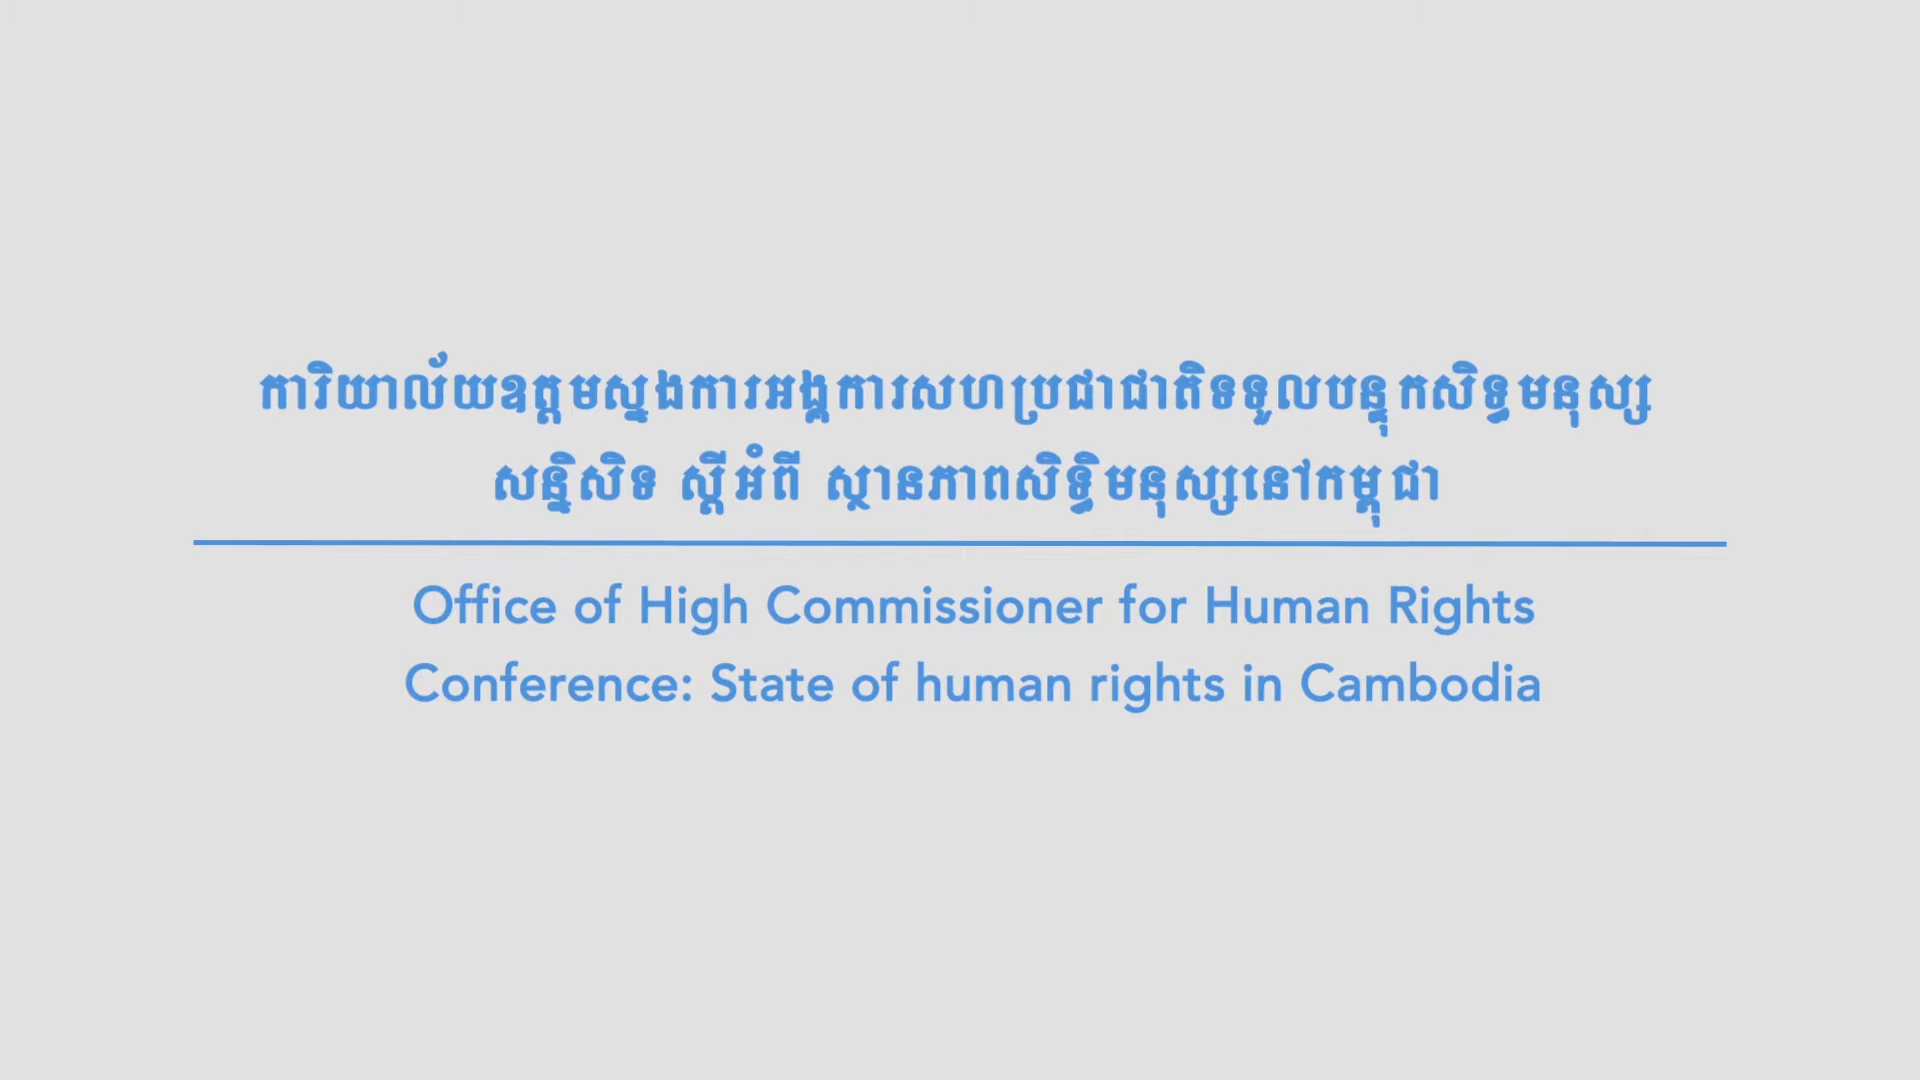 ការិយាល័យឧត្តមស្នងការអង្គការសហប្រជាជាតិទទួលបន្ទុកសិទ្ធមនុស្ស
សន្និសិទ ស្តីអំពី ស្ថានភាពសិទ្ធិមនុស្សនៅកម្ពុជា
Office of High Commissioner for Human Rights
Conference: State of human rights in Cambodia